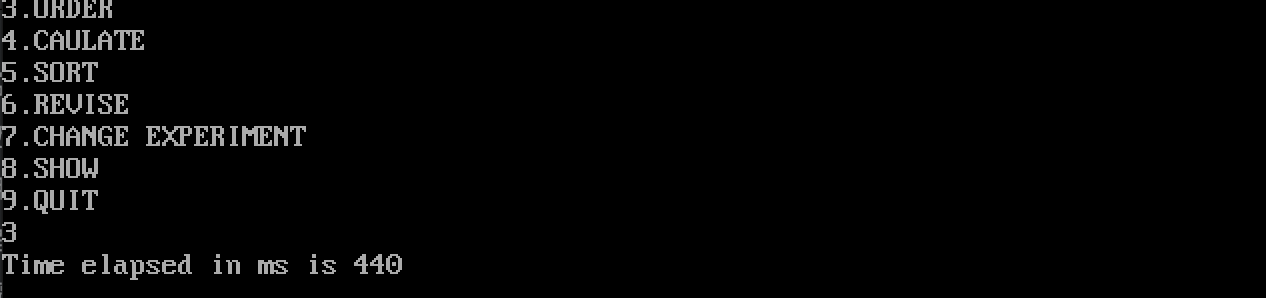 3.ORDER
4.CAULATE
5.SORT
6.REVISE
7.CHANGE EXPERIMENT
8.SHOW
9.QUIT
3
Time elapsed in ms is 440